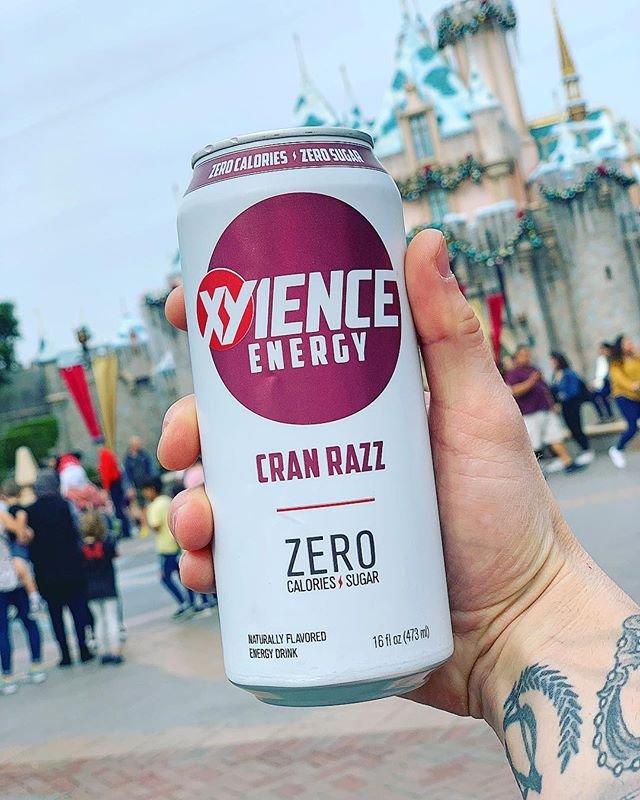 ZERO CALORIES ZERO SUGAR
XYIENCE
ENERGY
CRAN RAZZ
ZERO
CALORIES SUGAR
NATURALLY FLAVORED
ENERGY DRINK
16 fl oz (473 ml)